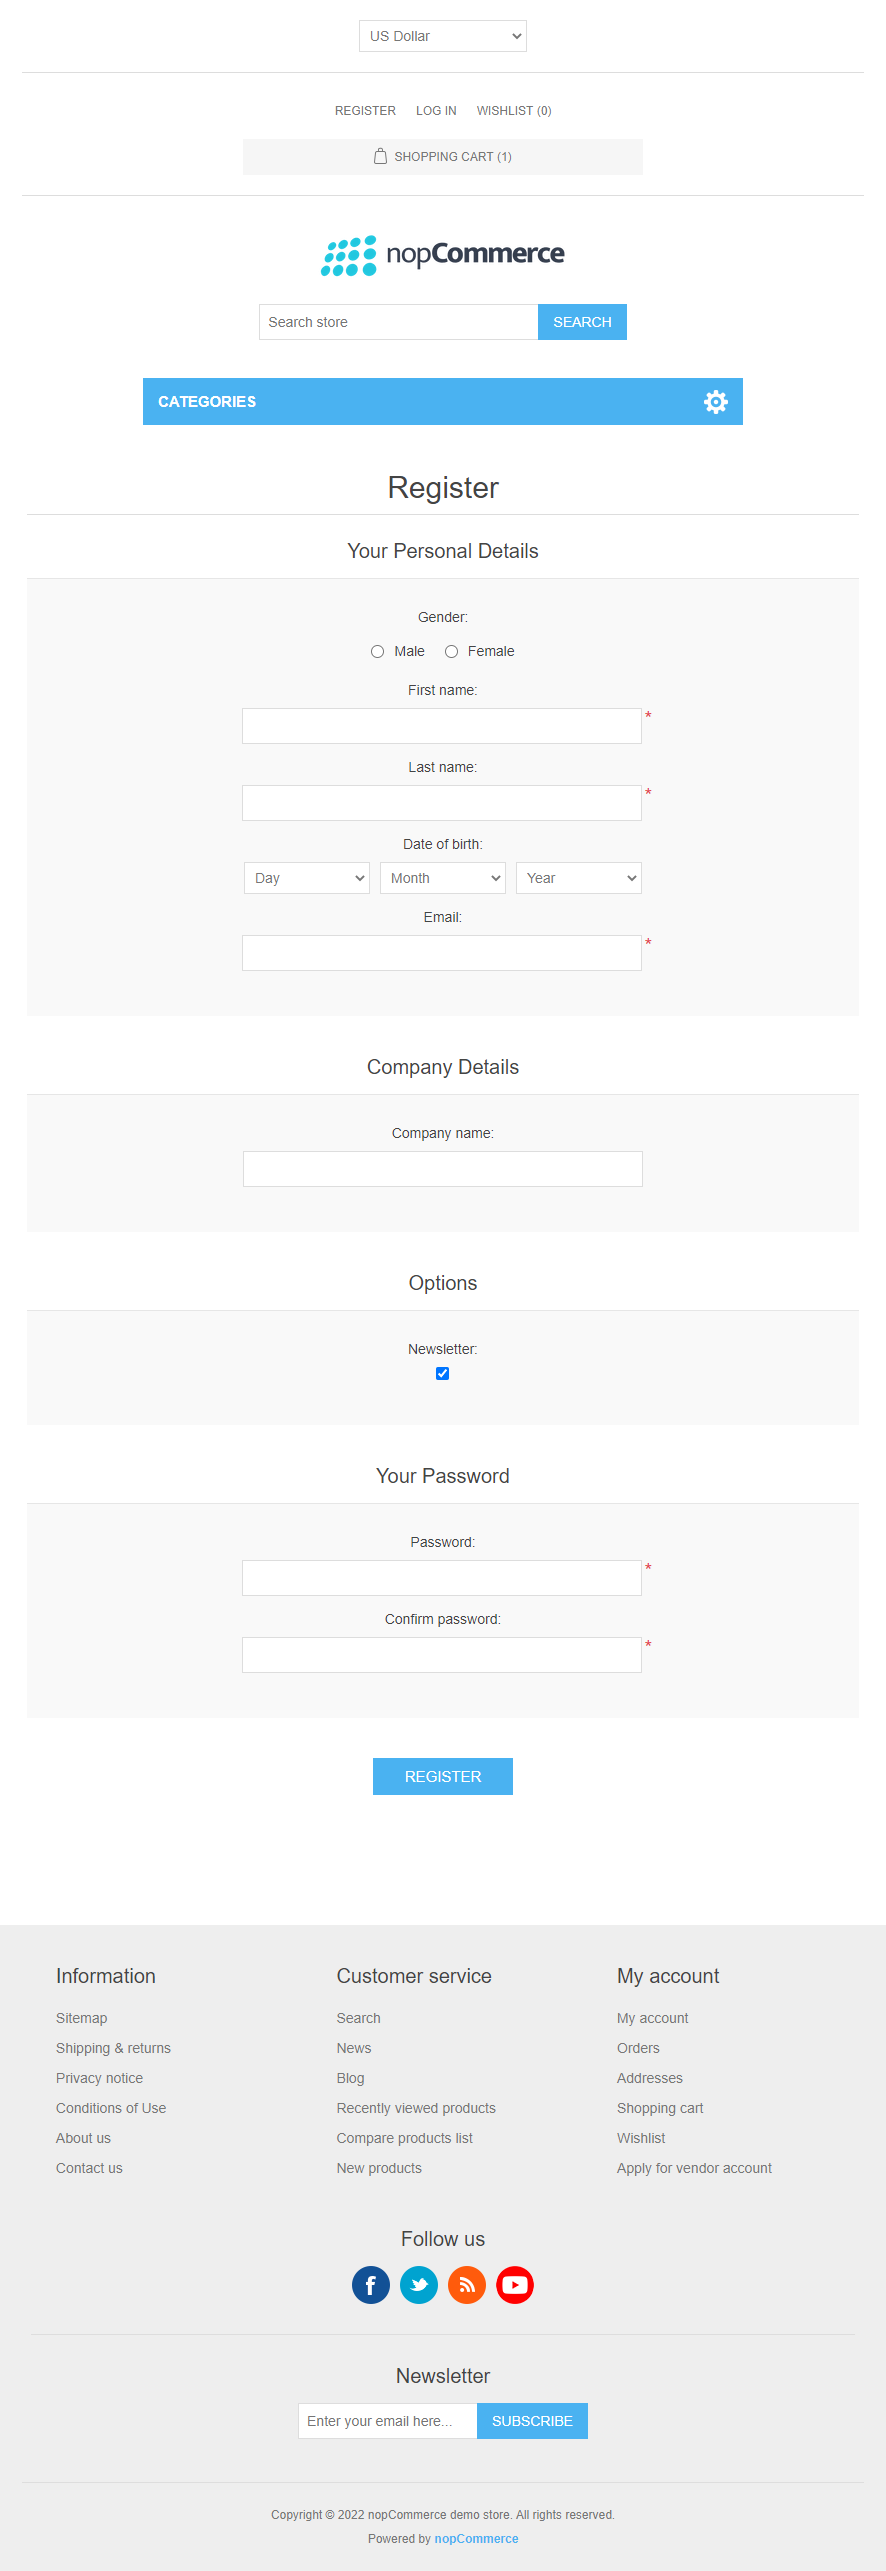 US Dollar
REGISTER LOG IN WISHLIST (0)
SHOPPING CART (1)
nopCommerce
Search store SEARCH
CATEGORIES
Register
Your Personal Details
Gender:
Male Female
First name:
*
Last name:
*
Date of birth:
Day Month Year
Email:
*
Company Details
Company name:
Options
Newsletter:
Your Password
Password:
*
Confirm password:
*
REGISTER
Information
Sitemap
Shipping & returns
Privacy notice
Conditions of Use
About us
Contact us
Customer service
Search
News
Blog
Recently viewed products
Compare products list
New products
My account
My account
Orders
Addresses
Shopping cart
Wishlist
Apply for vendor account
Follow us
Newsletter
Enter your email here... SUBSCRIBE
Copyright © 2022 nopCommerce demo store. All rights reserved.
Powered by nopCommerce